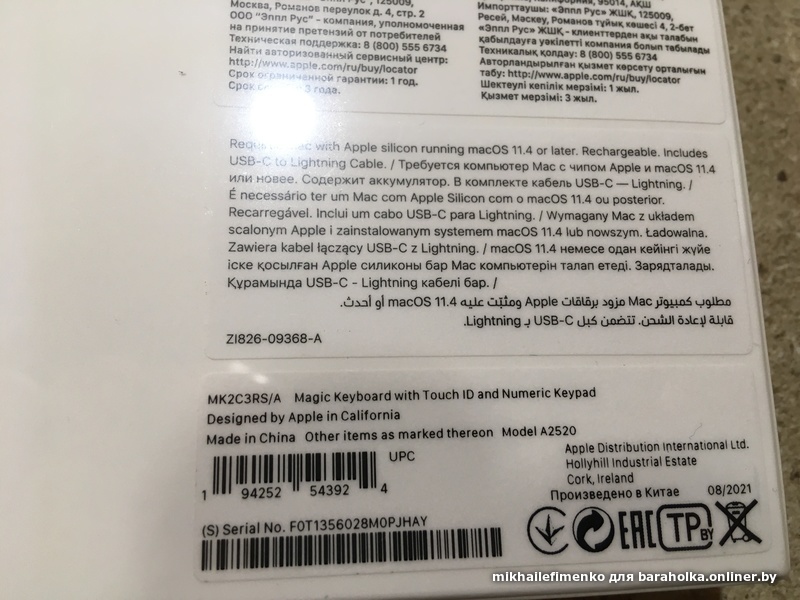 125009,
Москва, Романов переулок д. 4, стр. 2
ООО "Эппл Рус" - компания, уполномоченная
на принятие претензий от потребителей
Техническая поддержка: 8 (800) 555 6734
Найти авторизованный сервисный центр:
http://www.apple.com/ru/buy/locator
Срок ограниченной гарантии: 1 год.
Срок 3 года.
95014, АҚШ
Импорттаушы: «Эппл Рус» ЖШҚ, 125009,
Ресей, Маскеу, Романов тұйық көшесі 4, 2-бет
«Эппл Рус» ЖШҚ - клиенттерден ақы талабын
қабылдауға уәкілетті компания болып табылады
Техникалық қолдау: 8 (800) 555 6734
Авторландырылған қызмет көрсету орталығын
табу: http://www.apple.com/ru/buy/locator
Шектеулі кепілік мерзімі: 1 жыл.
Қызмет мерзімі: 3 жыл.
with Apple silicon running macOS 11.4 or later. Rechargeable. Includes
USB-C to Lightning Cable. / Требуется компьютер Mac с чипом Apple и macOS 11.4
или новее. Содержит аккумулятор. В комплекте кабель USB-C — Lightning. /
É necessário ter um Mac com Apple Silicon com o macOS 11.4 ou posterior.
Recarregável. Inclui um cabo USB-C para Lightning. / Wymagany Mac z układem
scalonym Apple i zainstalowanym systemem macOS 11.4 lub nowszym. Ładowalna.
Zawiera kabel łączący USB-C z Lightning. / macOS 11.4 немесе одан кейінгі жүйе
іске қосылған Apple силиконы бар Mac компьютерін талап етеді. Зарядталады.
Құрамында USB-C - Lightning кабелі бар. /
مطلوب كمبيوتر Mac مزود برقاقات Apple ومثبّت عليه macOS 11.4 أو أحدث.
قابلة لإعادة الشحن. تتضمن كبل USB-C بـ Lightning.
ZI826-09368-A
MK2C3RS/A Magic Keyboard with Touch ID and Numeric Keypad
Designed by Apple in California
Made in China Other items as marked thereon Model A2520
UPC
1 94252 54392 4
Apple Distribution International Ltd.
Hollyhill Industrial Estate
Cork, Ireland
Произведено в Китае 08/2021
(S) Serial No. F0T1356028M0PJHAY
EAC TP BY
mikhailefimenko для baraholka.onliner.by